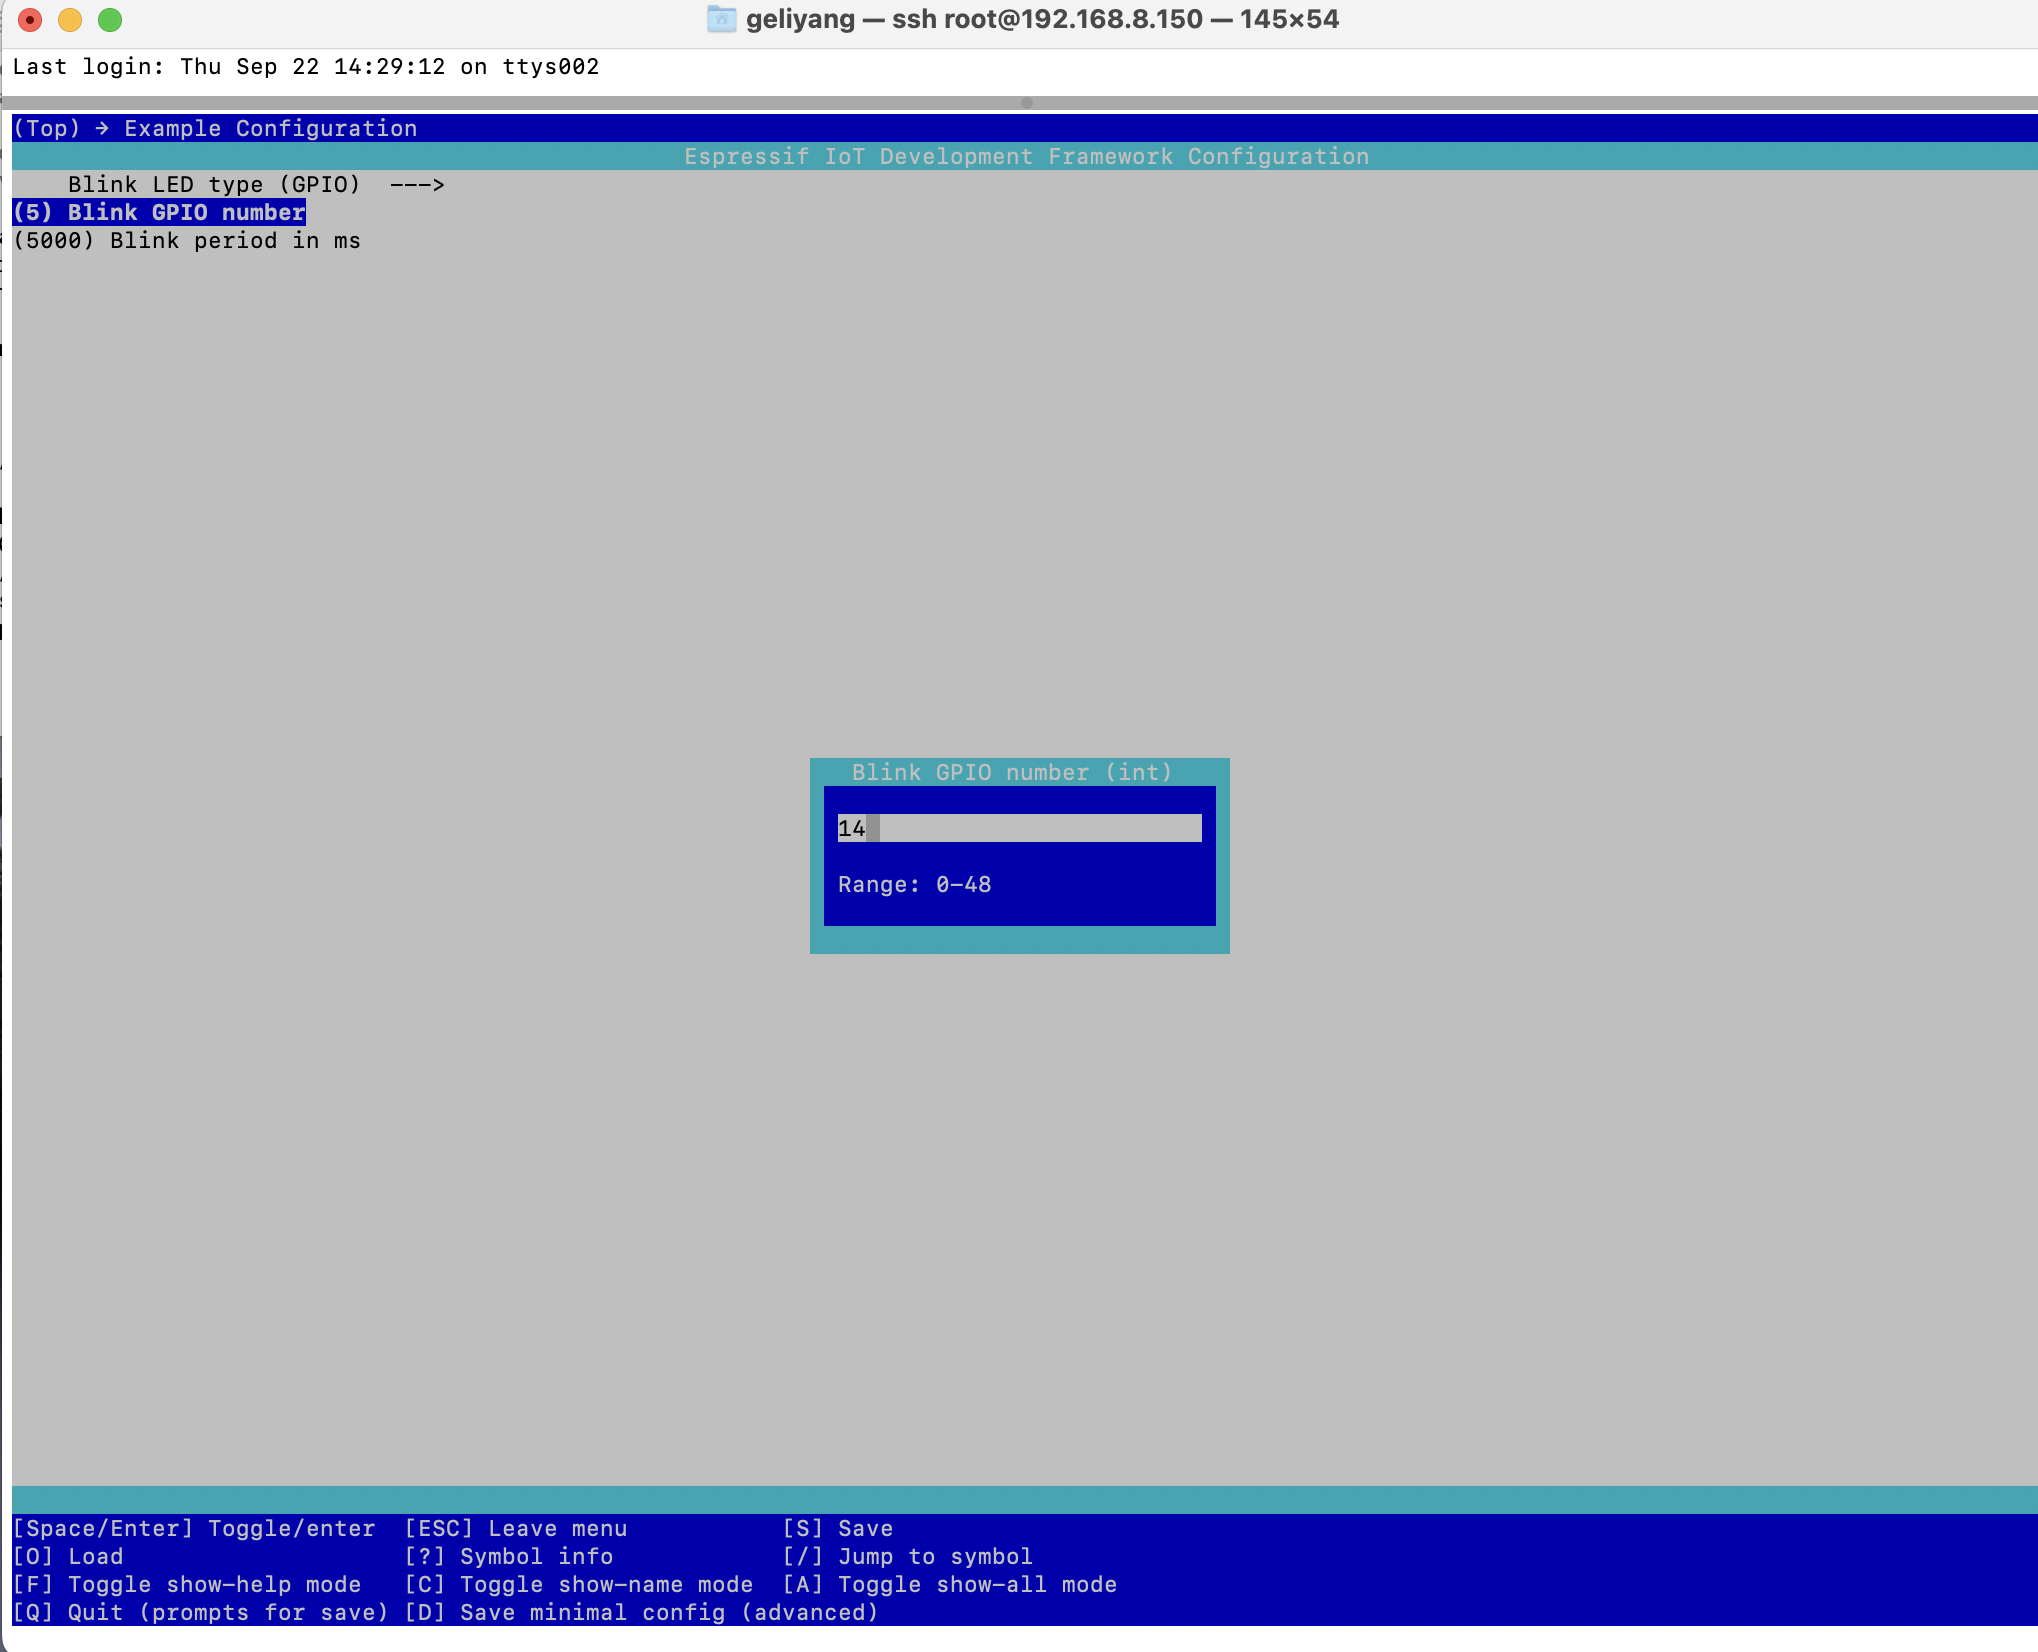 geliyang — ssh root@192.168.8.150 — 145×54
Last login: Thu Sep 22 14:29:12 on ttys002
(Top) → Example Configuration
Espressif IoT Development Framework Configuration
Blink LED type (GPIO)  --->
(5) Blink GPIO number
(5000) Blink period in ms
Blink GPIO number (int)
14
Range: 0-48
[Space/Enter] Toggle/enter  [ESC] Leave menu           [S] Save
[O] Load                    [?] Symbol info            [/] Jump to symbol
[F] Toggle show-help mode   [C] Toggle show-name mode  [A] Toggle show-all mode
[Q] Quit (prompts for save) [D] Save minimal config (advanced)